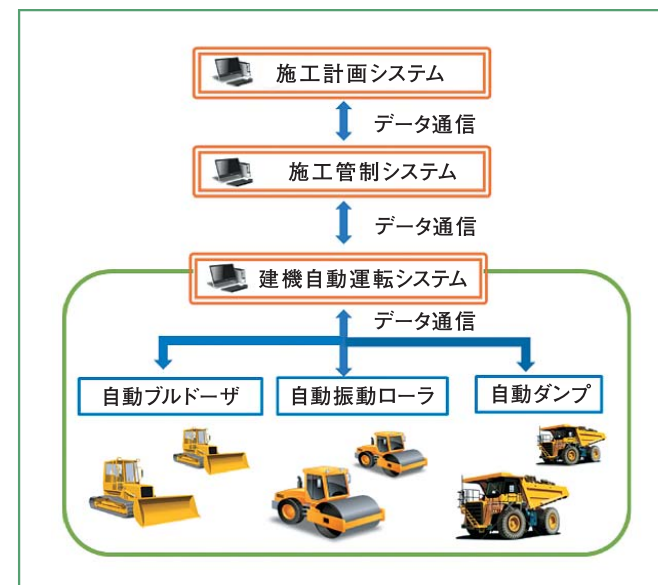 施工計画システム
データ通信
施工管制システム
データ通信
建機自動運転システム
データ通信
自動ブルドーザ
自動振動ローラ
自動ダンプ